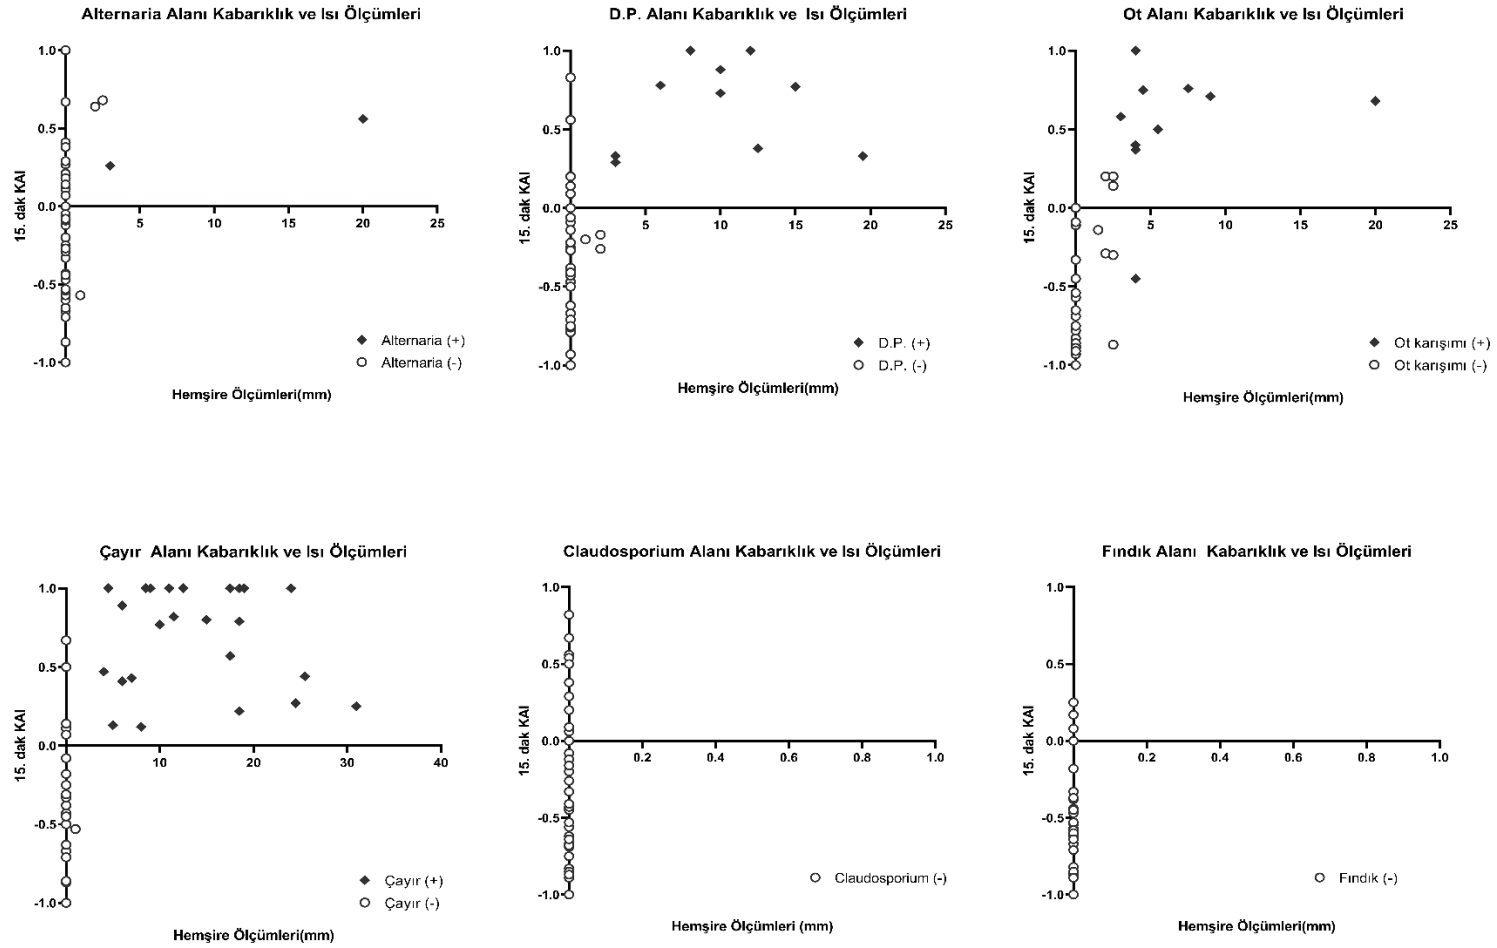 Alternaria Alanı Kabarıklık ve Isı Ölçümleri
1.0
0.5
0.0
-0.5
-1.0
15. dak KAI
5 10 15 20 25
Alternaria (+)
Alternaria (-)
Hemşire Ölçümleri(mm)
D.P. Alanı Kabarıklık ve Isı Ölçümleri
1.0
0.5
0.0
-0.5
-1.0
15. dak KAI
5 10 15 20 25
D.P. (+)
D.P. (-)
Hemşire Ölçümleri(mm)
Ot Alanı Kabarıklık ve Isı Ölçümleri
1.0
0.5
0.0
-0.5
-1.0
15. dak KAI
5 10 15 20 25
Ot karışımı (+)
Ot karışımı (-)
Hemşire Ölçümleri(mm)
Çayır Alanı Kabarıklık ve Isı Ölçümleri
1.0
0.5
0.0
-0.5
-1.0
15. dak KAI
10 20 30 40
Çayır (+)
Çayır (-)
Hemşire Ölçümleri(mm)
Claudosporium Alanı Kabarıklık ve Isı Ölçümleri
1.0
0.5
0.0
-0.5
-1.0
15. dak KAI
0.2 0.4 0.6 0.8 1.0
Claudosporium (-)
Hemşire Ölçümleri (mm)
Fındık Alanı Kabarıklık ve Isı Ölçümleri
1.0
0.5
0.0
-0.5
-1.0
15. dak KAI
0.2 0.4 0.6 0.8 1.0
Fındık (-)
Hemşire Ölçümleri(mm)